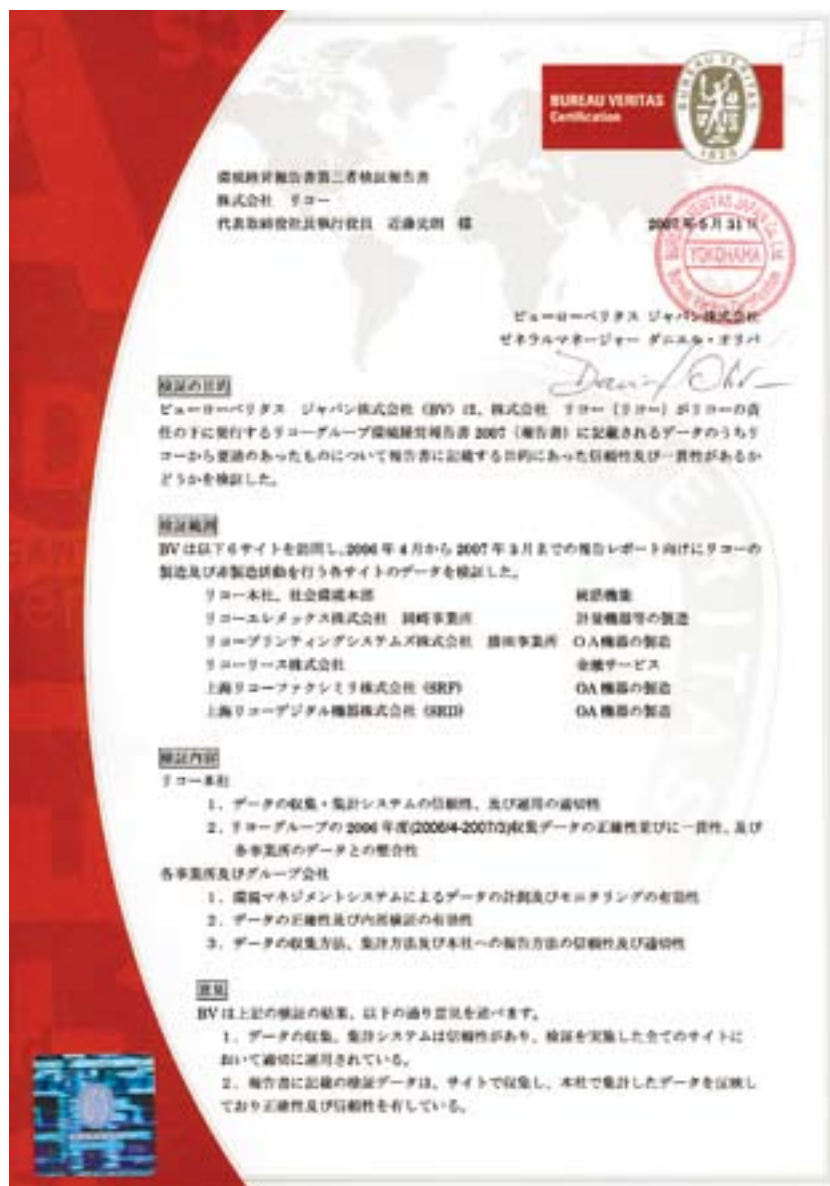 BUREAU VERITAS
Certification
BUREAU VERITAS
1828
環境経営報告書第三者検証報告書
株式会社 リコー
代表取締役社長執行役員 近藤史朗 様
2007年5月31日
BUREAU VERITAS JAPAN Co. Ltd.
YOKOHAMA
Bureau Veritas Certification
ビューローベリタス ジャパン株式会社
ゼネラルマネージャー ダニエル・オリバ
検証の目的
ビューローベリタス ジャパン株式会社(BV)は、株式会社 リコー(リコー)がリコーの責
任の下に発行するリコーグループ環境経営報告書 2007(報告書)に記載されるデータのうちリ
コーから要請のあったものについて報告書に記載する目的にあった信頼性及び一貫性があるか
どうかを検証した。
検証範囲
BVは以下6サイトを訪問し、2006年4月から2007年3月までの報告レポート向けにリコーの
製造及び非製造活動を行う各サイトのデータを検証した。
リコー本社、社会環境本部 統括機能
リコーエレメックス株式会社 岡崎事業所 計量機器等の製造
リコープリンティングシステムズ株式会社 勝田事業所 OA機器の製造
リコーリース株式会社 金融サービス
上海リコーファクシミリ株式会社(SRF) OA機器の製造
上海リコーデジタル機器株式会社(SRD) OA機器の製造
検証内容
リコー本社
1. データの収集・集計システムの信頼性、及び運用の適切性
2. リコーグループの2006年度(2006/4-2007/3)収集データの正確性並びに一貫性、及び
各事業所のデータとの整合性
各事業所及びグループ会社
1. 環境マネジメントシステムによるデータの計測及びモニタリングの有効性
2. データの正確性及び内部検証の有効性
3. データの収集方法、集計方法及び本社への報告方法の信頼性及び適切性
意見
BVは上記の検証の結果、以下の通り意見を述べます。
1. データの収集、集計システムは信頼性があり、検証を実施した全てのサイトに
おいて適切に運用されている。
2. 報告書に記載の検証データは、サイトで収集し、本社で集計したデータを反映し
ており正確性及び信頼性を有している。